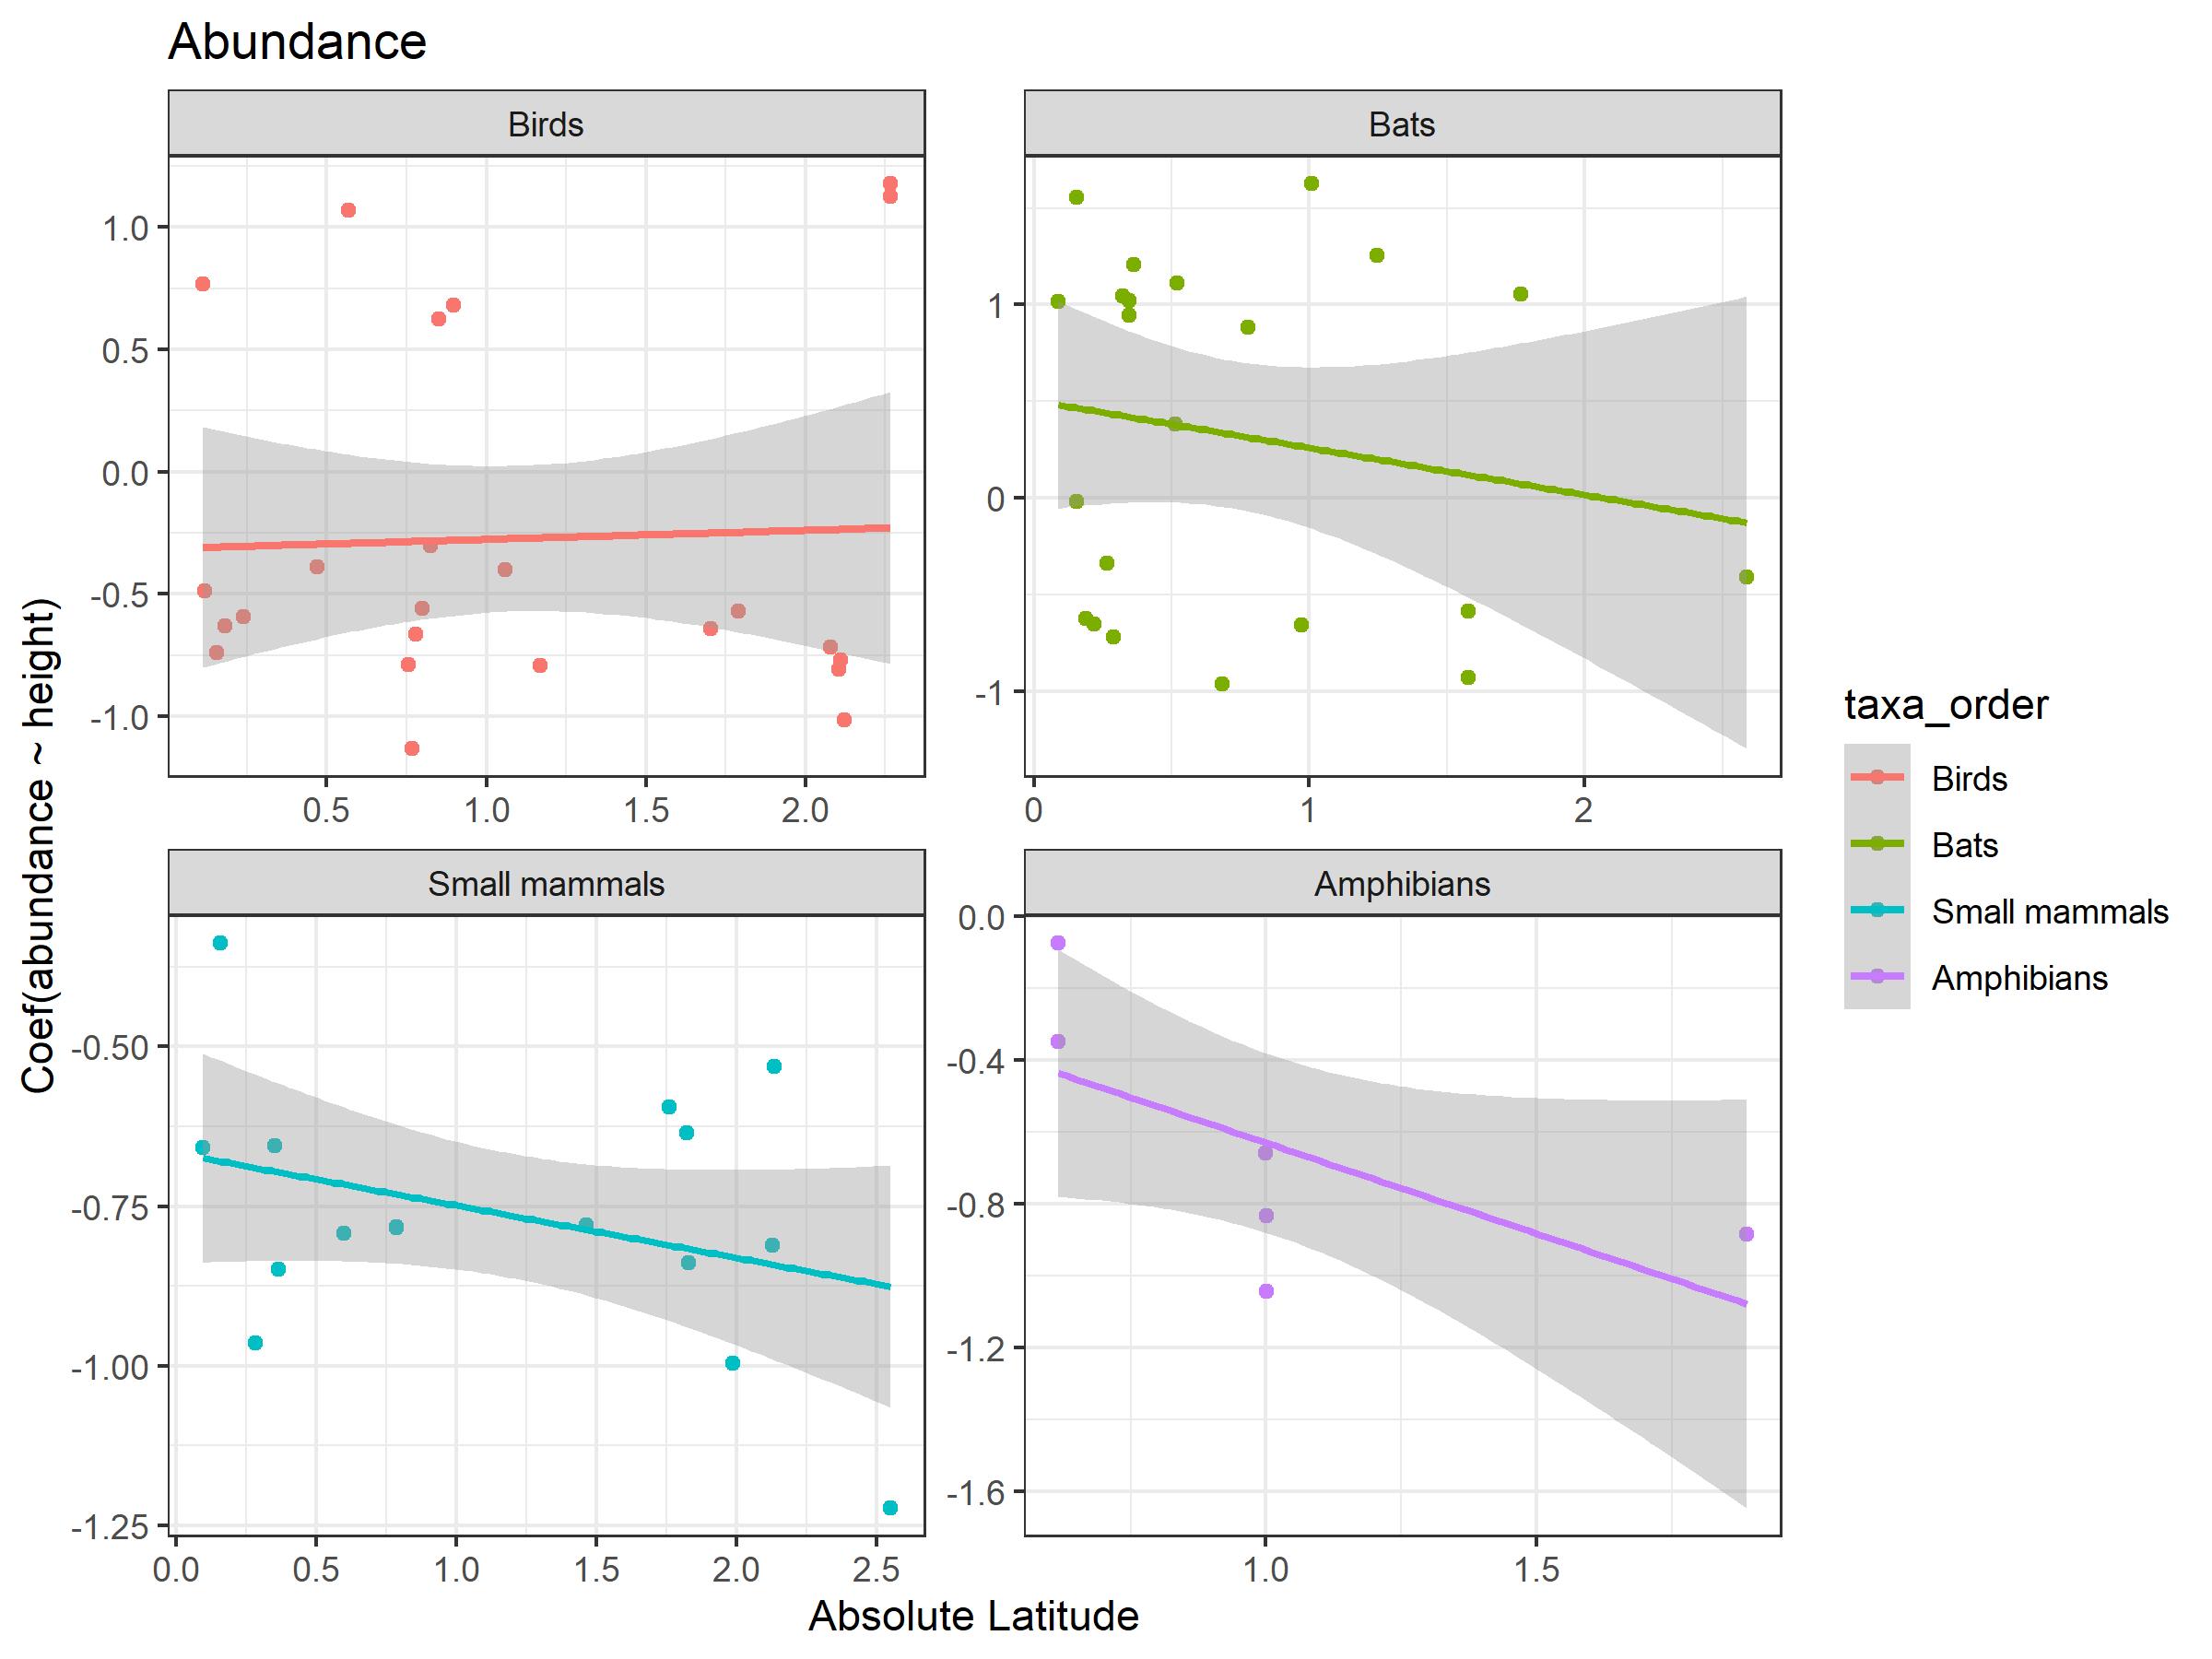 Abundance
Birds
Bats
1.0
0.5
0.0
-0.5
-1.0
1
0
-1
0.5 1.0 1.5 2.0
0 1 2
Small mammals
Amphibians
-0.50
-0.75
-1.00
-1.25
0.0
-0.4
-0.8
-1.2
-1.6
0.0 0.5 1.0 1.5 2.0 2.5
1.0 1.5
Coef(abundance ~ height)
Absolute Latitude
taxa_order
Birds
Bats
Small mammals
Amphibians